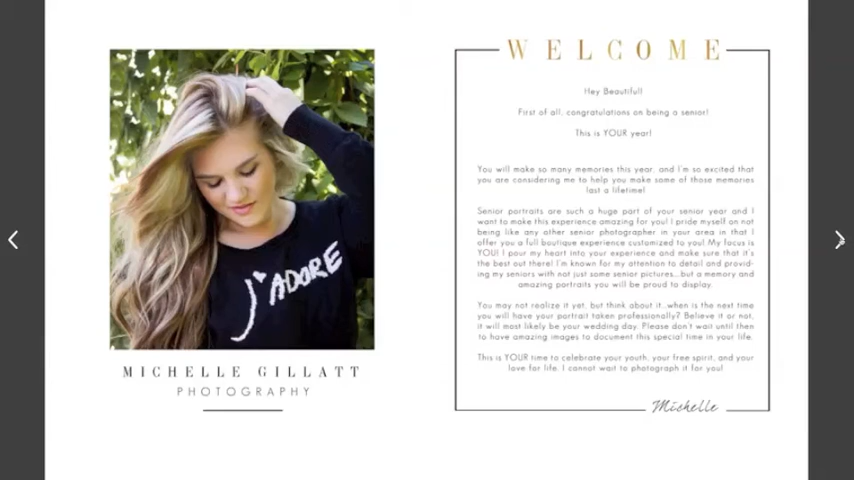 J'ADORE
MICHELLE GILLATT
PHOTOGRAPHY
WELCOME
Hey Beautiful!
First of all, congratulations on being a senior!
This is YOUR year!
You will make so many memories this year, and I'm so excited that
you are considering me to help you make some of those memories
last a lifetime!
Senior portraits are such a huge part of your senior year and I
want to make this experience amazing for you! I pride myself on not
being like any other senior photographer in your area in that I
offer you a full boutique experience customized to you! My focus is
YOU! I pour my heart into your experience and make sure that it's
the best out there! I'm known for my attention to detail and provid-
ing my seniors with not just some senior pictures...but a memory and
amazing portraits you will be proud to display.
You may not realize it yet, but think about it...when is the next time
you will have your portrait taken professionally? Believe it or not,
it will most likely be your wedding day. Please don't wait until then
to have amazing images to document this special time in your life.
This is YOUR time to celebrate your youth, your free spirit, and your
love for life. I cannot wait to photograph it for you!
Michelle